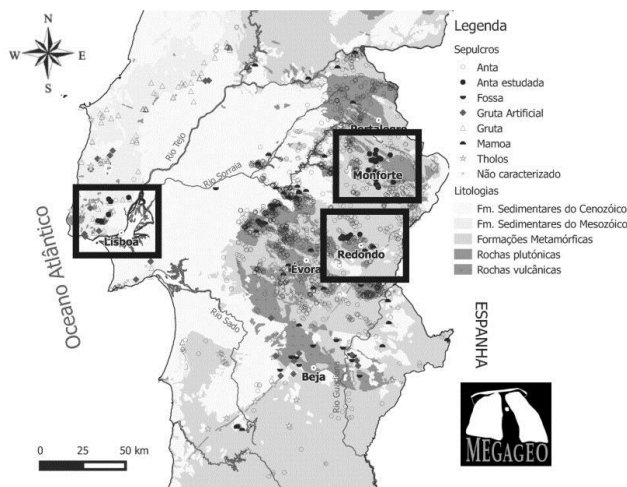 N
W
E
S
Oceano Atlântico
Rio Tejo
Rio Sorraia
Portalegre
Monforte
Lisboa
Redondo
Évora
Rio Sado
Beja
ESPANHA
0 25 50 km
Legenda
Sepulcros
Anta
Anta estudada
Fossa
Gruta Artificial
Gruta
Mamoa
Tholos
Não caracterizado
Litologias
Fm. Sedimentares do Cenozóico
Fm. Sedimentares do Mesozóico
Formações Metamórficas
Rochas plutónicas
Rochas vulcânicas
MEGAGEO